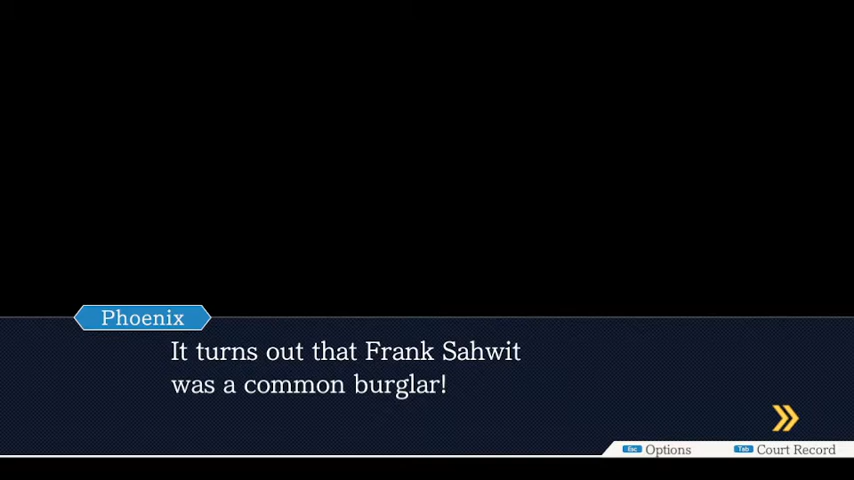 Phoenix
It turns out that Frank Sahwit
was a common burglar!
Esc Options Tab Court Record